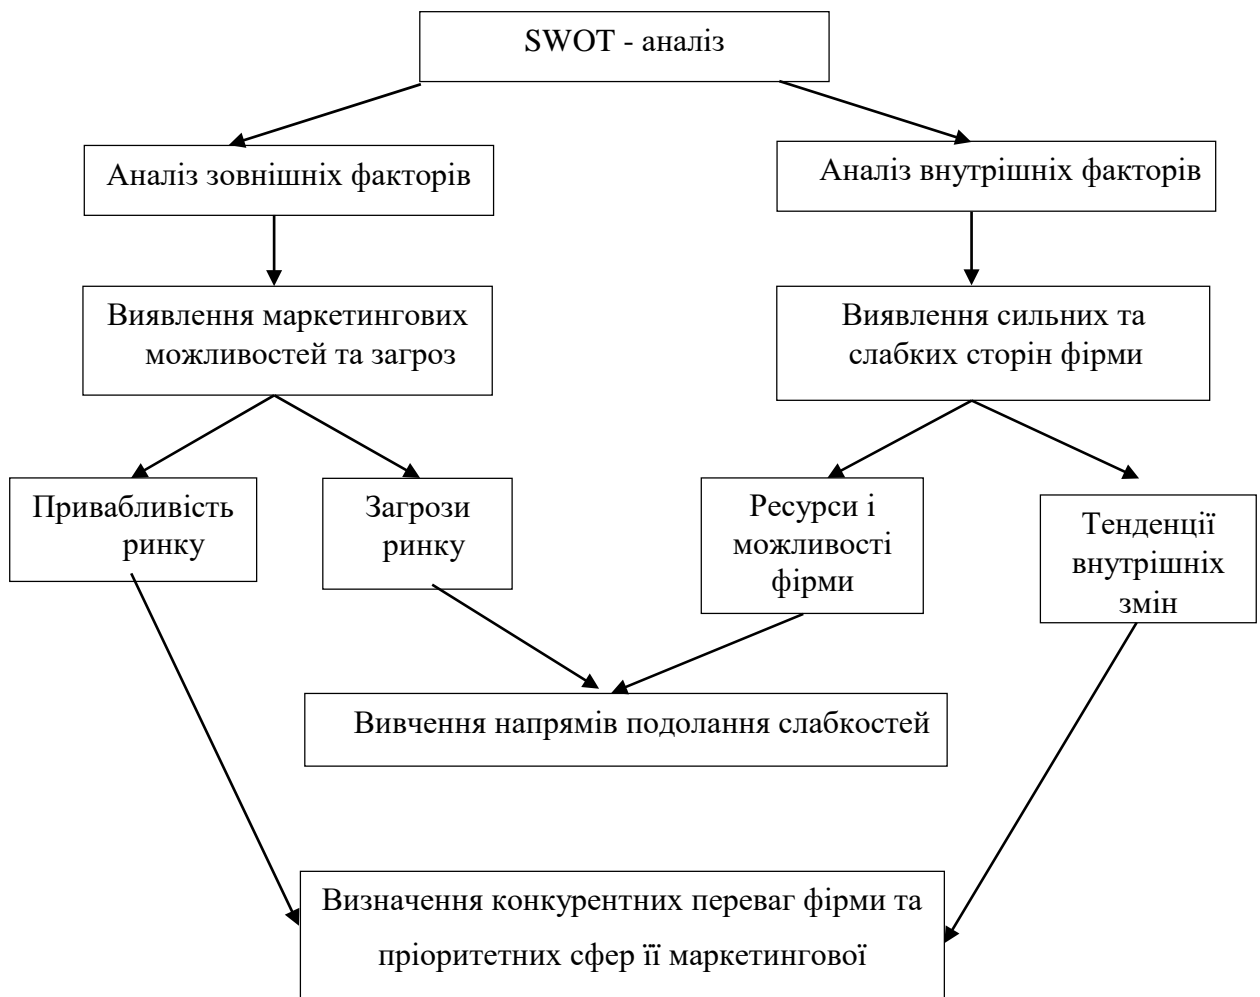 SWOT - аналіз
Аналіз зовнішніх факторів
Аналіз внутрішніх факторів
Виявлення маркетингових
можливостей та загроз
Виявлення сильних та
слабких сторін фірми
Привабливість
ринку
Загрози
ринку
Ресурси і
можливості
фірми
Тенденції
внутрішніх
змін
Вивчення напрямів подолання слабкостей
Визначення конкурентних переваг фірми та
пріоритетних сфер її маркетингової